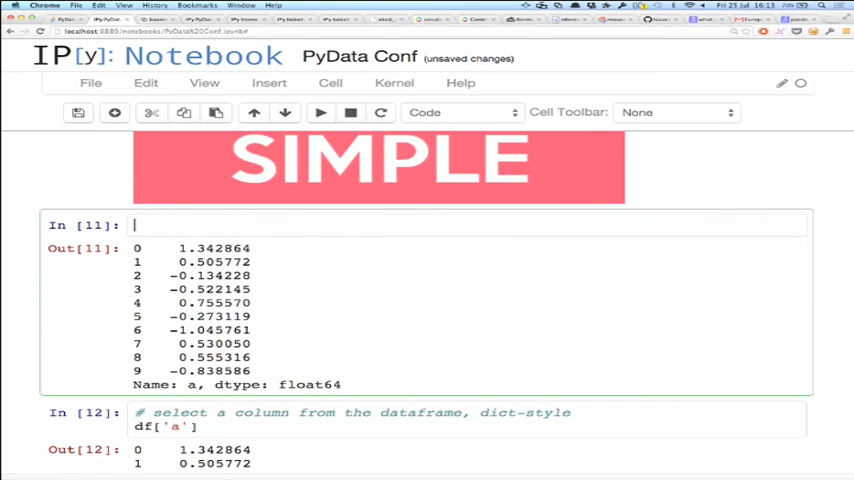 Chrome File Edit View History Bookmarks Window Help Fri 25 Jul 16:13
localhost:8889/notebooks/PyData%20Conf.ipynb#
IP[y]: Notebook PyData Conf (unsaved changes)
File Edit View Insert Cell Kernel Help
Code Cell Toolbar: None
SIMPLE
In [11]:
Out[11]: 0 1.342864
1 0.505772
2 -0.134228
3 -0.522145
4 0.755570
5 -0.273119
6 -1.045761
7 0.530050
8 0.555316
9 -0.838586
Name: a, dtype: float64
In [12]: # select a column from the dataframe, dict-style
df['a']
Out[12]: 0 1.342864
1 0.505772